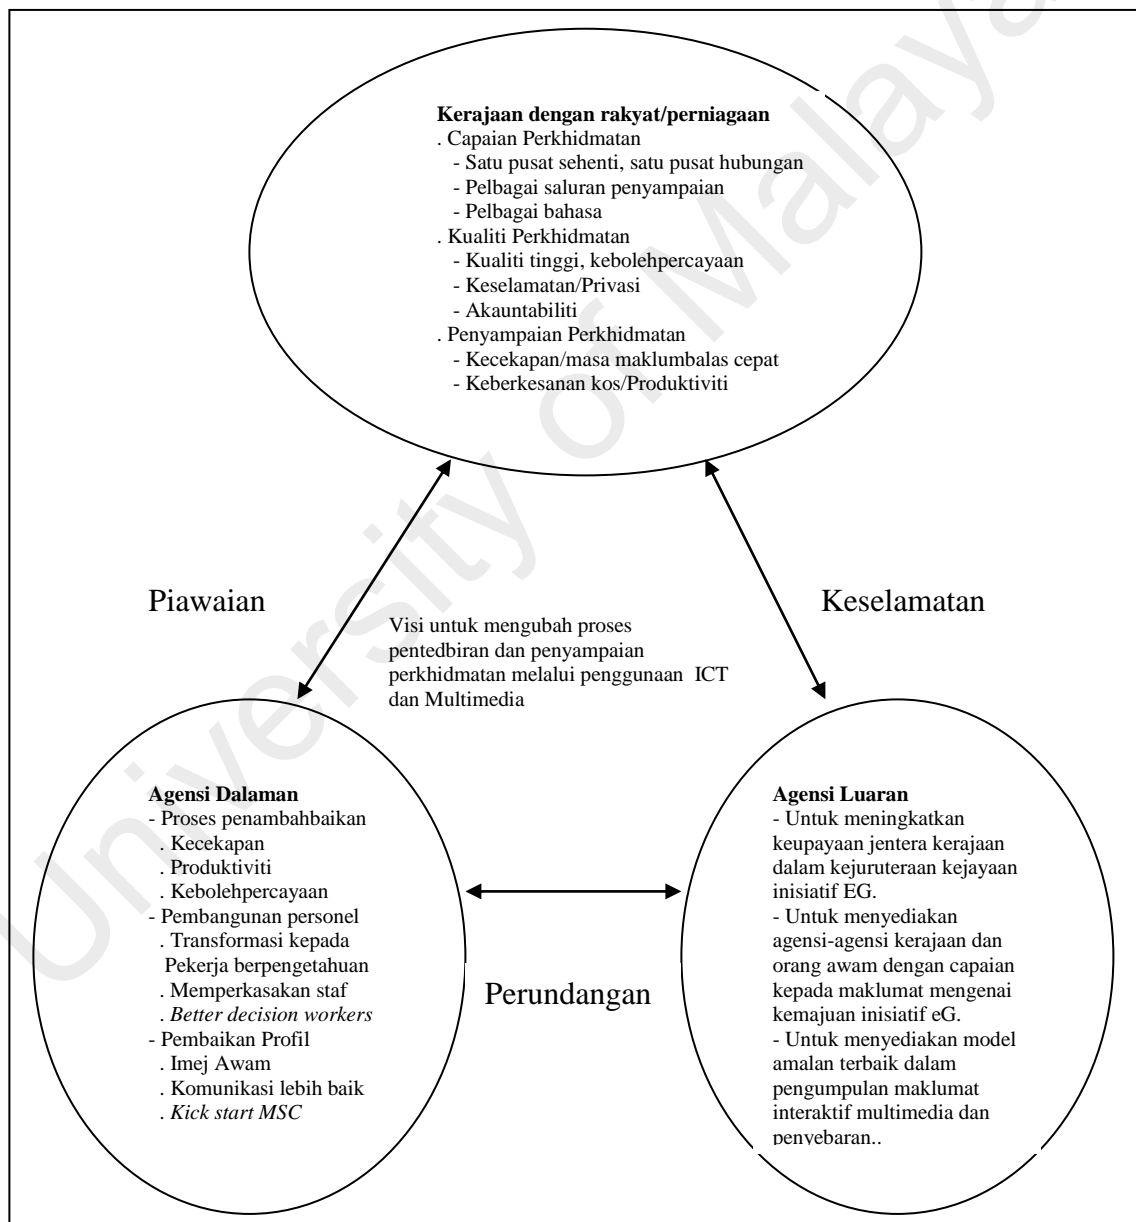 Kerajaan dengan rakyat/perniagaan
. Capaian Perkhidmatan
- Satu pusat sehenti, satu pusat hubungan
- Pelbagai saluran penyampaian
- Pelbagai bahasa
. Kualiti Perkhidmatan
- Kualiti tinggi, kebolehpercayaan
- Keselamatan/Privasi
- Akauntabiliti
. Penyampaian Perkhidmatan
- Kecekapan/masa maklumbalas cepat
- Keberkesanan kos/Produktiviti
Piawaian
Keselamatan
Visi untuk mengubah proses
pentedbiran dan penyampaian
perkhidmatan melalui penggunaan ICT
dan Multimedia
Agensi Dalaman
- Proses penambahbaikan
. Kecekapan
. Produktiviti
. Kebolehpercayaan
- Pembangunan personel
. Transformasi kepada
Pekerja berpengetahuan
. Memperkasakan staf
. Better decision workers
- Pembaikan Profil
. Imej Awam
. Komunikasi lebih baik
. Kick start MSC
Perundangan
Agensi Luaran
- Untuk meningkatkan
keupayaan jentera kerajaan
dalam kejuruteraan kejayaan
inisiatif EG.
- Untuk menyediakan
agensi-agensi kerajaan dan
orang awam dengan capaian
kepada maklumat mengenai
kemajuan inisiatif eG.
- Untuk menyediakan model
amalan terbaik dalam
pengumpulan maklumat
interaktif multimedia dan
penyebaran..
University of Malaya